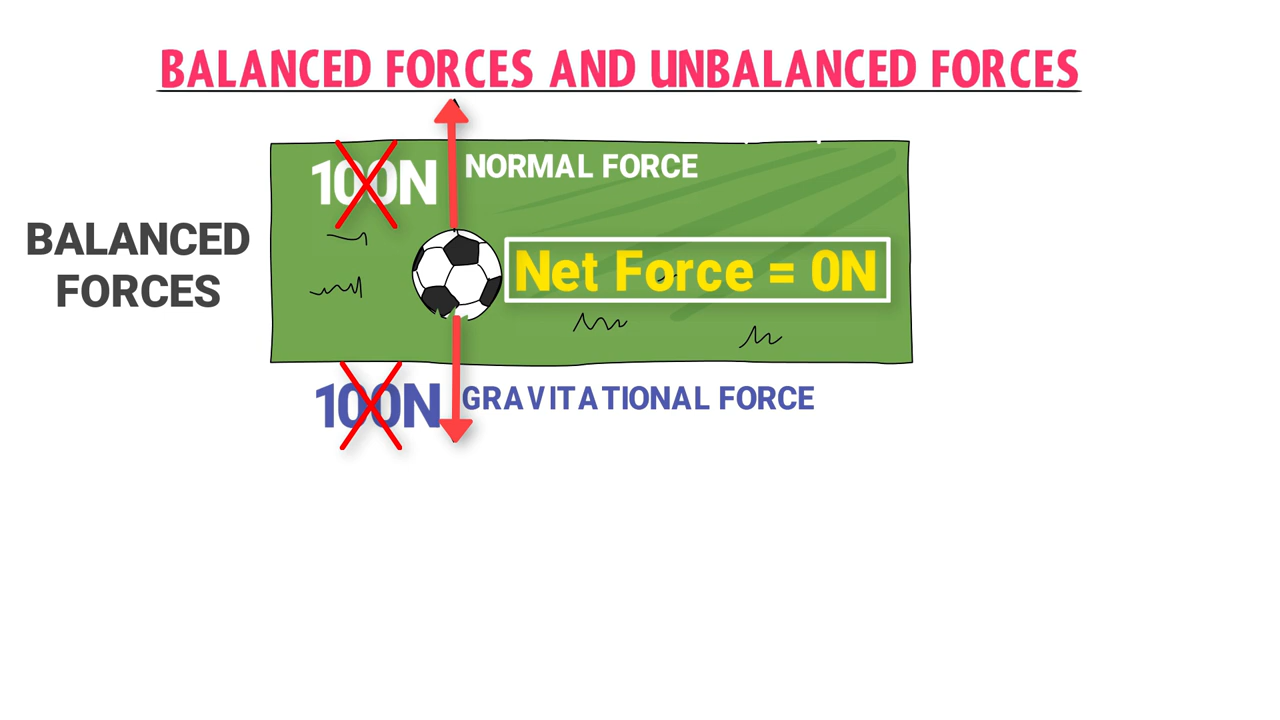 BALANCED FORCES AND UNBALANCED FORCES
100N
NORMAL FORCE
BALANCED
FORCES
Net Force = 0N
100N
GRAVITATIONAL FORCE